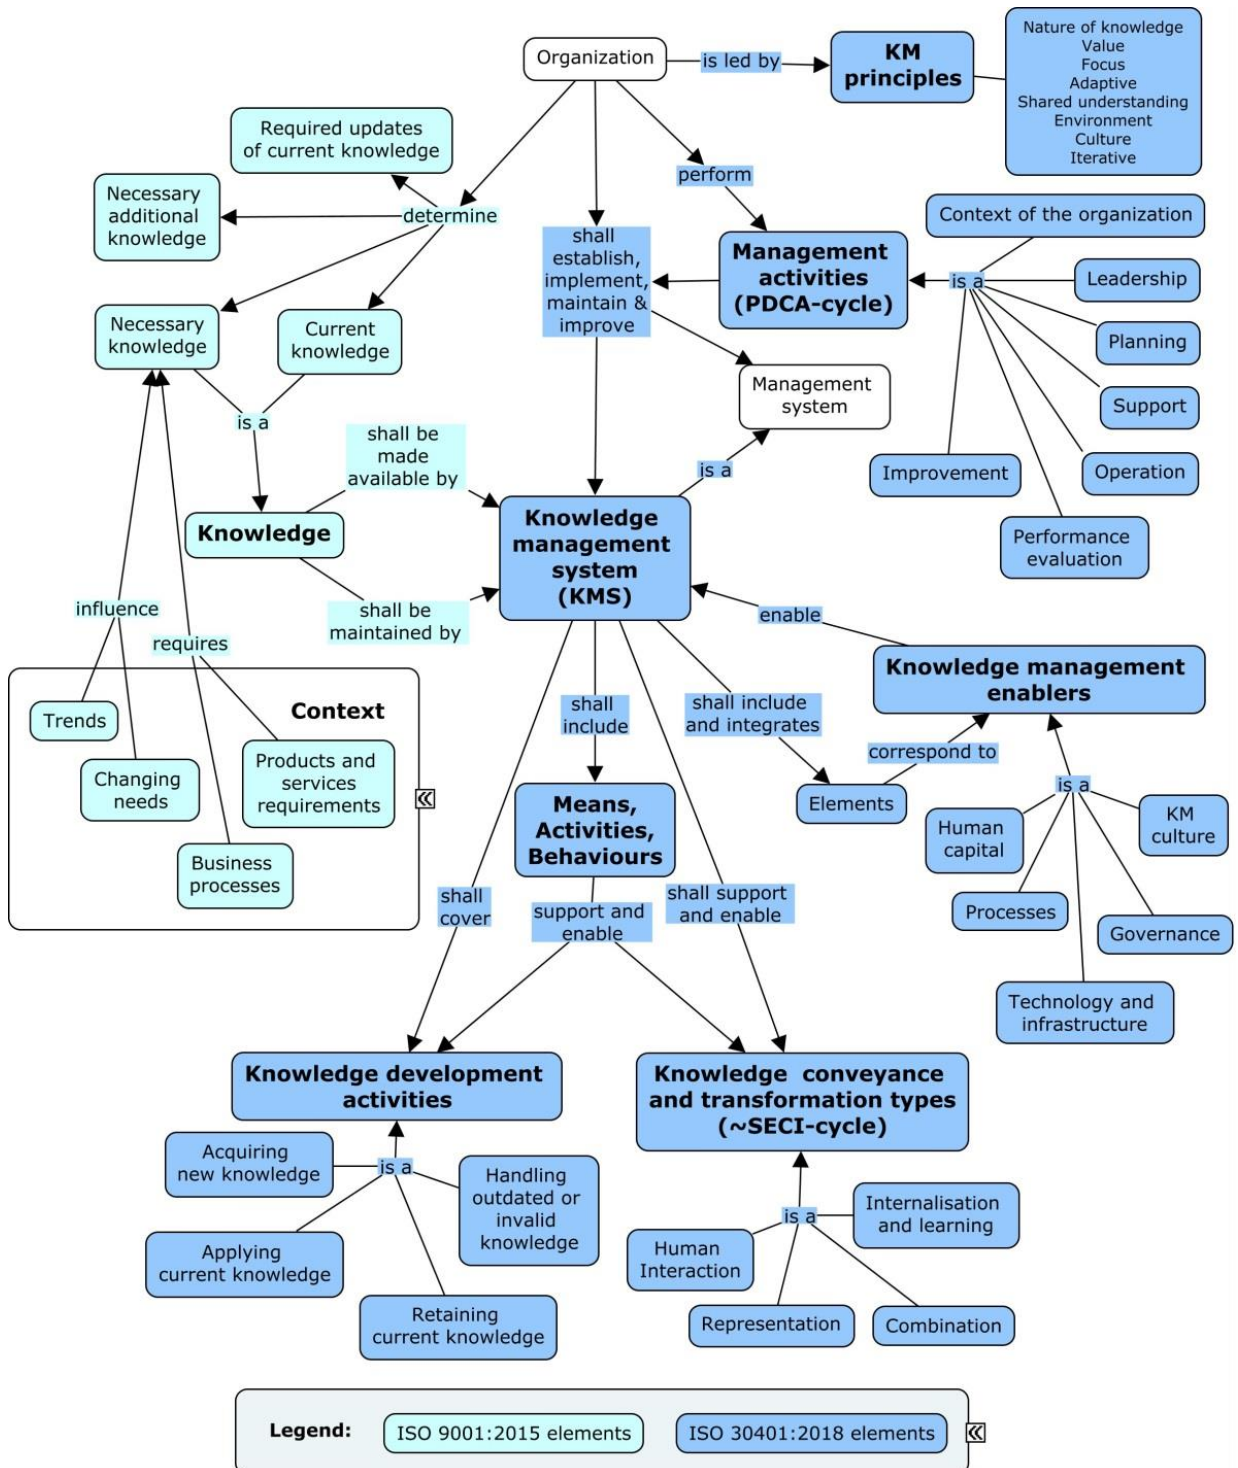 Organization
is led by
KM
principles
Nature of knowledge
Value
Focus
Adaptive
Shared understanding
Environment
Culture
Iterative
Required updates
of current knowledge
Necessary
additional
knowledge
determine
perform
shall
establish,
implement,
maintain &
improve
Management
activities
(PDCA-cycle)
Context of the organization
is a
Leadership
Planning
Support
Operation
Improvement
Performance
evaluation
Necessary
knowledge
Current
knowledge
is a
Management
system
is a
shall be
made
available by
Knowledge
shall be
maintained by
Knowledge
management
system
(KMS)
influence
requires
enable
Knowledge management
enablers
Context
Trends
Changing
needs
Products and
services
requirements
Business
processes
shall
include
shall include
and integrates
correspond to
Elements
is a
Human
capital
KM
culture
Processes
Governance
Technology and
infrastructure
Means,
Activities,
Behaviours
shall
cover
support and
enable
shall support
and enable
Knowledge development
activities
Knowledge conveyance
and transformation types
(~SECI-cycle)
Acquiring
new knowledge
is a
Handling
outdated or
invalid
knowledge
Applying
current knowledge
Retaining
current knowledge
is a
Internalisation
and learning
Human
Interaction
Representation
Combination
Legend:
ISO 9001:2015 elements
ISO 30401:2018 elements